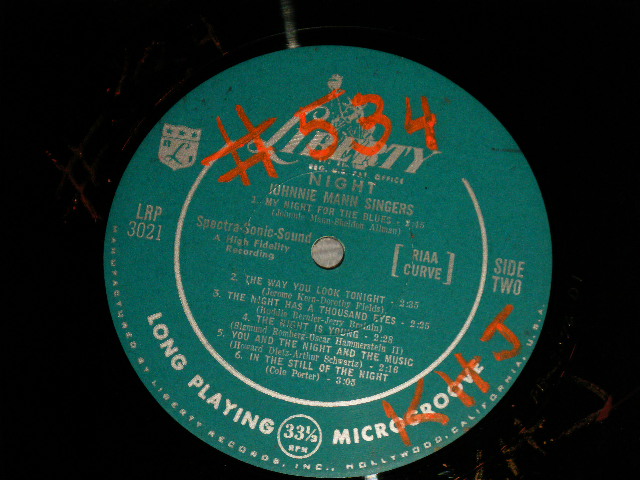 #534
LIBERTY
REG. U.S. PAT. OFFICE
NIGHT
JOHNNIE MANN SINGERS
1. MY NIGHT FOR THE BLUES - 2:45
(Johnnie Mann-Sheldon Allman)
LRP
3021
Spectra-Sonic-Sound
A High Fidelity
Recording
[RIAA
CURVE]
SIDE
TWO
2. THE WAY YOU LOOK TONIGHT - 2:35
(Jerome Kern-Dorothy Fields)
3. THE NIGHT HAS A THOUSAND EYES - 2:25
(Buddie Bernier-Jerry Brainin)
4. THE NIGHT IS YOUNG - 2:28
(Sigmund Romberg-Oscar Hammerstein II)
5. YOU AND THE NIGHT AND THE MUSIC
(Howard Dietz-Arthur Schwartz) - 2:16
6. IN THE STILL OF THE NIGHT
(Cole Porter) - 3:05
KHJ
LONG PLAYING 33⅓ RPM MICROGROOVE
MANUFACTURED BY LIBERTY RECORDS, INC., HOLLYWOOD, CALIFORNIA, U.S.A.